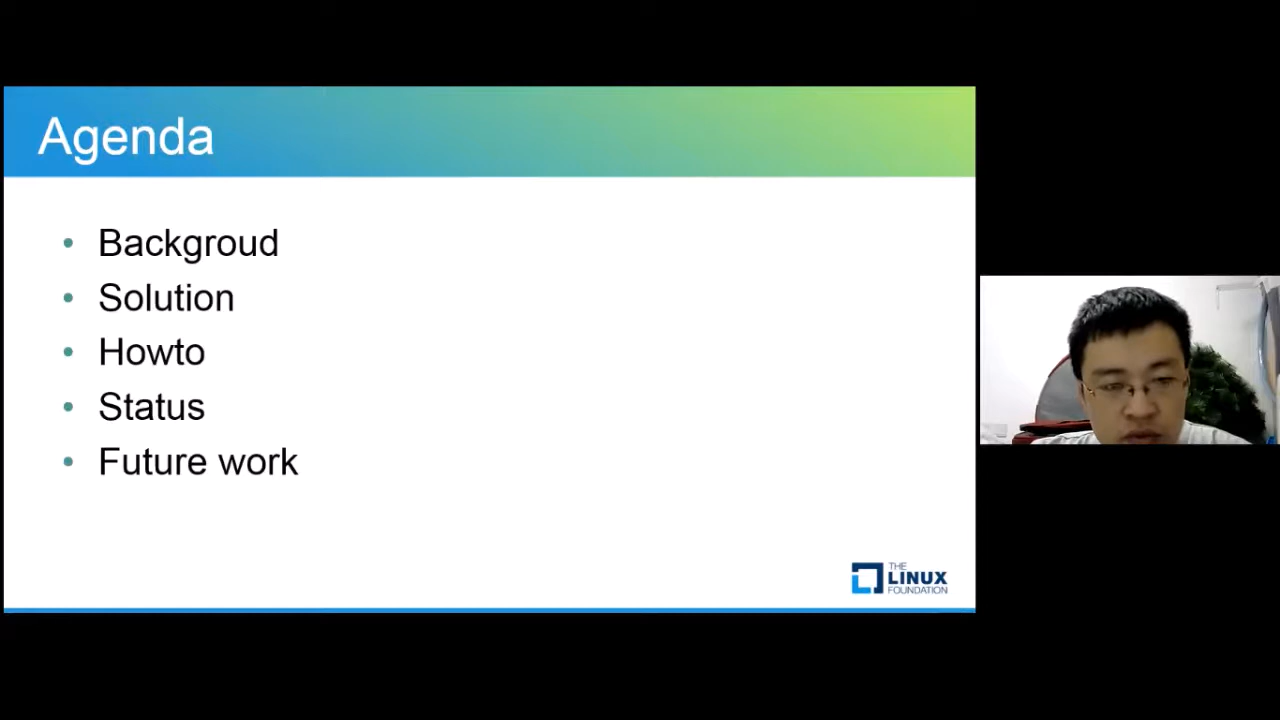 Agenda
• Backgroud
• Solution
• Howto
• Status
• Future work
THE
LINUX
FOUNDATION